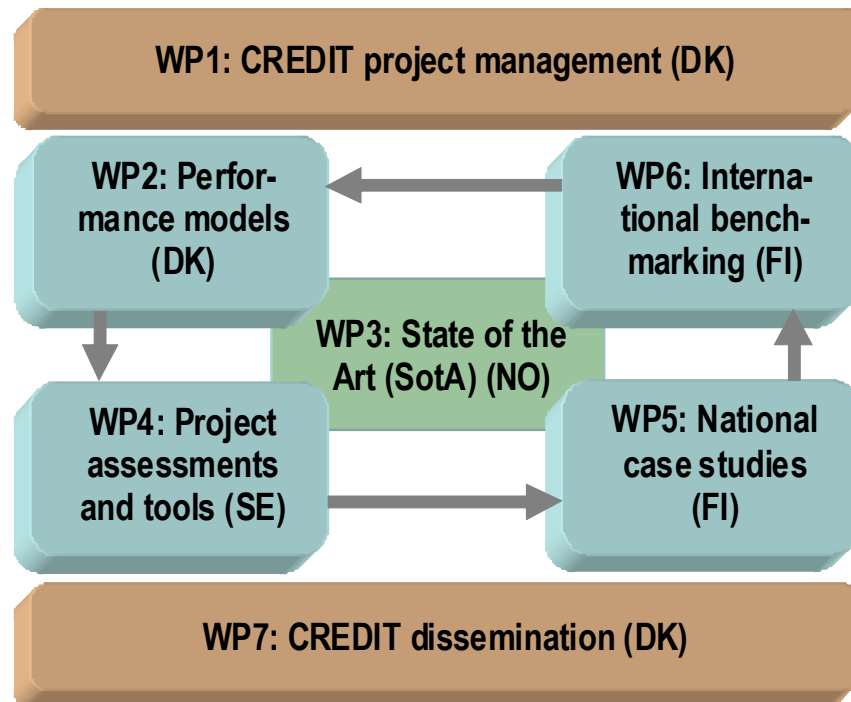 WP1: CREDIT project management (DK)
WP2: Perfor-
mance models
(DK)
WP6: Interna-
tional bench-
marking (FI)
WP3: State of the
Art (SotA) (NO)
WP4: Project
assessments
and tools (SE)
WP5: National
case studies
(FI)
WP7: CREDIT dissemination (DK)